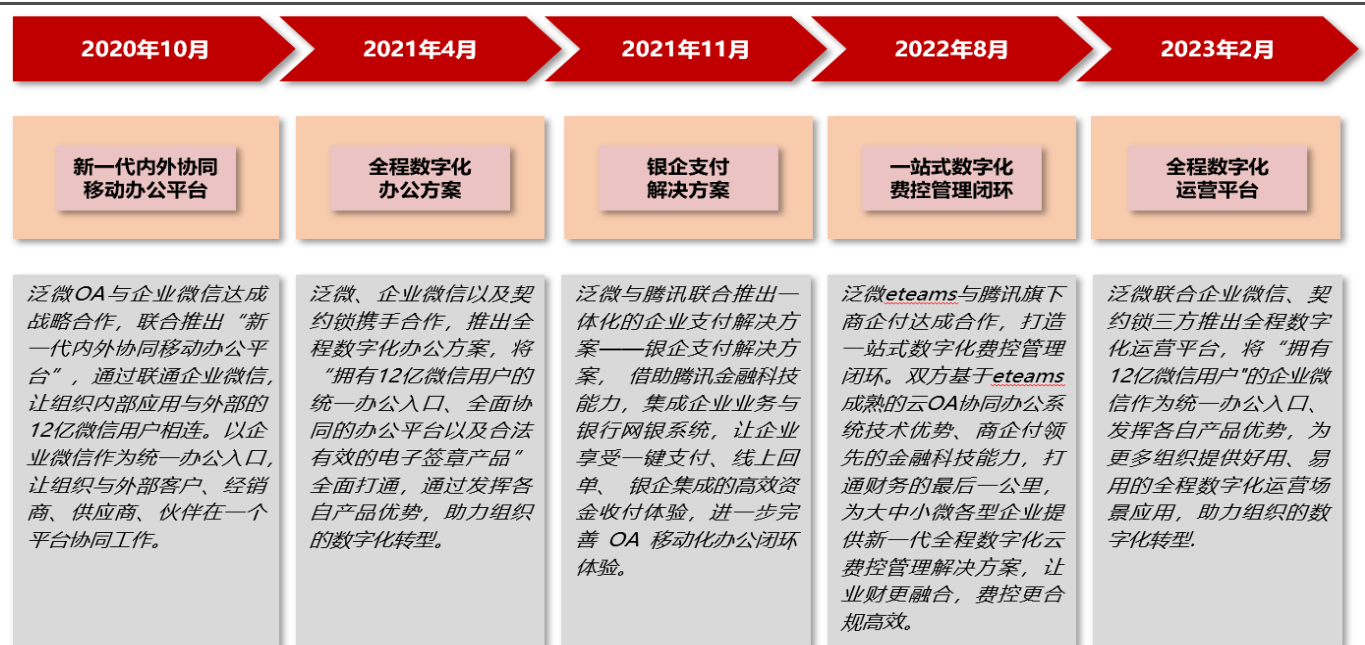 2020年10月
2021年4月
2021年11月
2022年8月
2023年2月
新一代内外协同
移动办公平台
全程数字化
办公方案
银企支付
解决方案
一站式数字化
费控管理闭环
全程数字化
运营平台
泛微OA与企业微信达成
战略合作，联合推出“新
一代内外协同移动办公平
台”，通过联通企业微信，
让组织内部应用与外部的
12亿微信用户相连。以企
业微信作为统一办公入口，
让组织与外部客户、经销
商、供应商、伙伴在一个
平台协同工作。
泛微、企业微信以及契
约锁携手合作，推出全
程数字化办公方案，将
“拥有12亿微信用户的
统一办公入口、全面协
同的办公平台以及合法
有效的电子签章产品”
全面打通，通过发挥各
自产品优势，助力组织
的数字化转型。
泛微与腾讯联合推出一
体化的企业支付解决方
案——银企支付解决方
案， 借助腾讯金融科技
能力，集成企业业务与
银行网银系统，让企业
享受一键支付、线上回
单、 银企集成的高效资
金收付体验，进一步完
善 OA 移动化办公闭环
体验。
泛微eteams与腾讯旗下
商企付达成合作，打造
一站式数字化费控管理
闭环。双方基于eteams
成熟的云OA协同办公系
统技术优势、商企付领
先的金融科技能力，打
通财务的最后一公里，
为大中小微各型企业提
供新一代全程数字化云
费控管理解决方案，让
业财更融合，费控更合
规高效。
泛微联合企业微信、契
约锁三方推出全程数字
化运营平台，将“拥有
12亿微信用户"的企业微
信作为统一办公入口、
发挥各自产品优势，为
更多组织提供好用、易
用的全程数字化运营场
景应用，助力组织的数
字化转型.